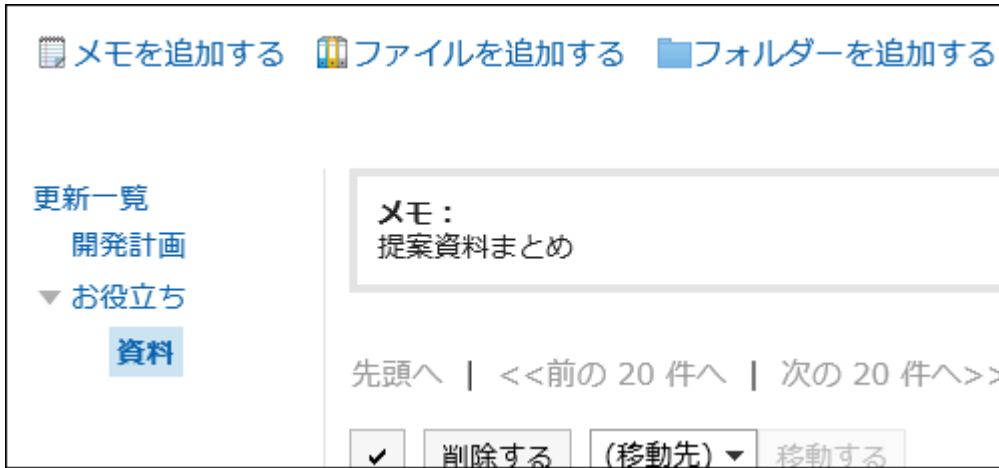 メモを追加する ファイルを追加する フォルダーを追加する
更新一覧
開発計画
お役立ち
資料
メモ：
提案資料まとめ
先頭へ | <<前の 20 件へ | 次の 20 件へ>>
削除する (移動先) 移動する